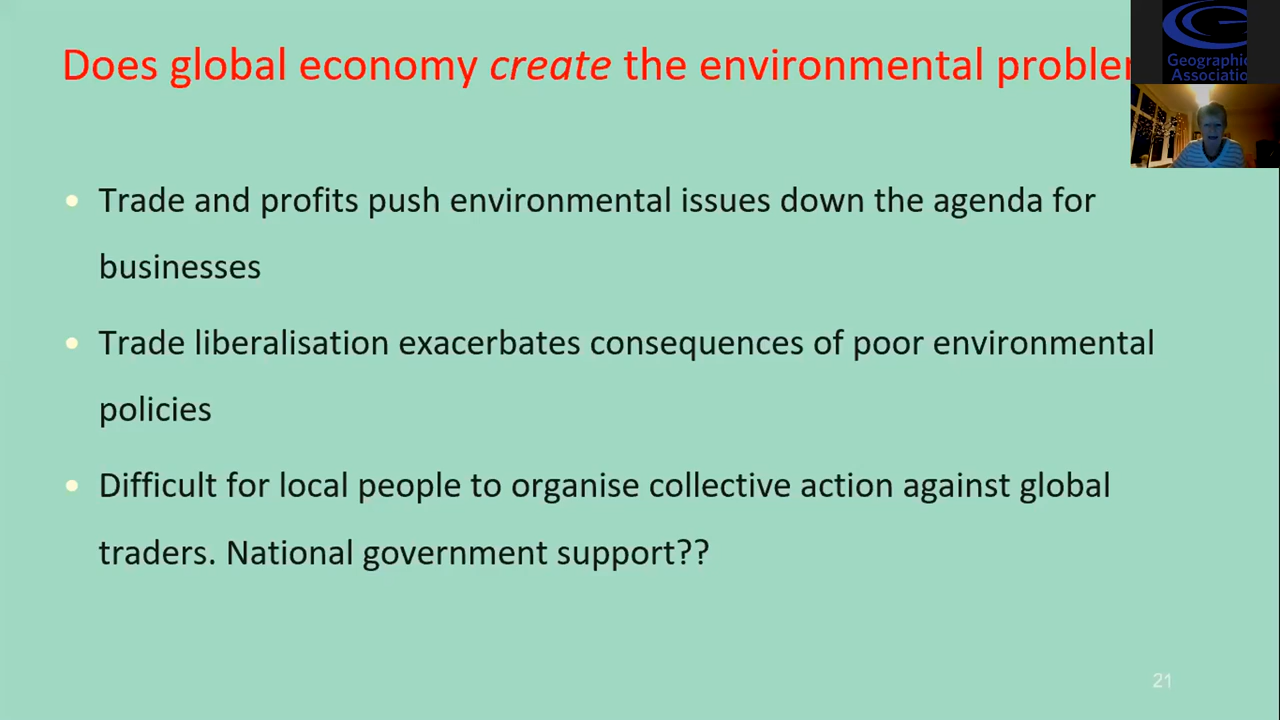 Does global economy create the environmental
Geographic
Trade and profits push environmental issues down the agenda for
businesses
Trade liberalisation exacerbates consequences of poor environmental
policies
Difficult for local people to organise collective action against global
traders. National government support??
21